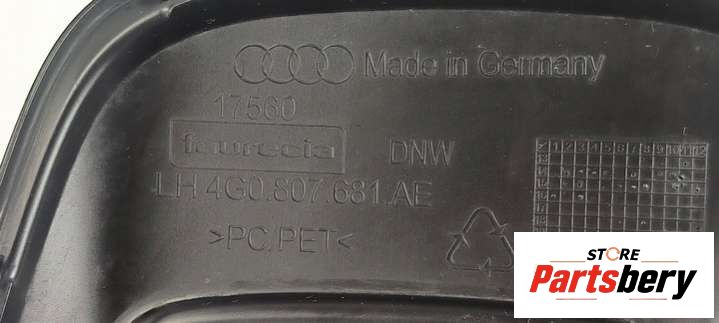 Made in Germany
17560
faurecia DNW
LH 4G0.807.681.AE
>PC.PET<
STORE
Partsbery